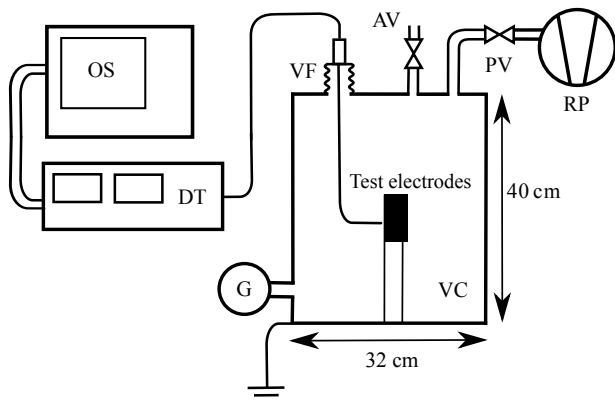 OS
AV
VF
PV
RP
Test electrodes
DT
40 cm
G
VC
32 cm